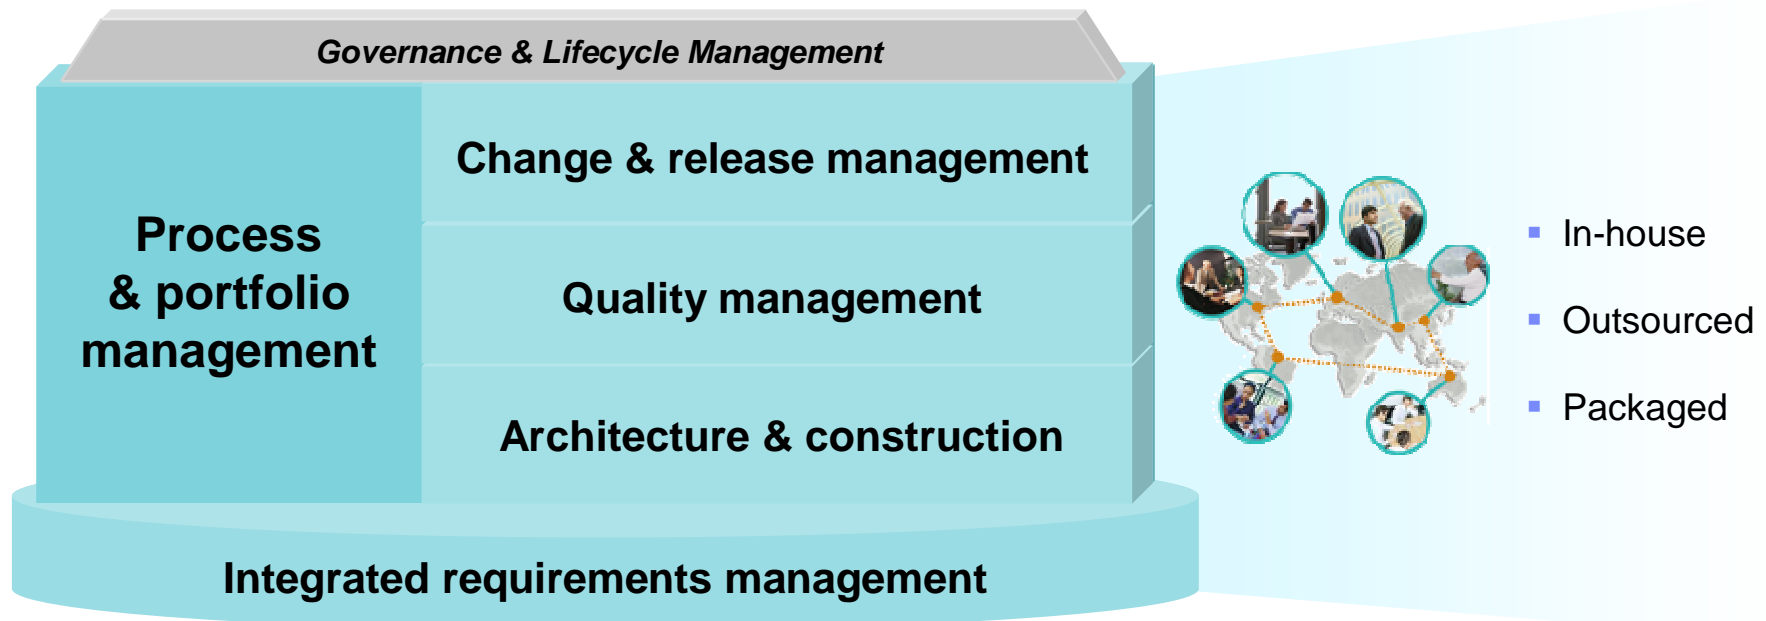 Governance & Lifecycle Management
Process
& portfolio
management
Change & release management
Quality management
Architecture & construction
Integrated requirements management
In-house
Outsourced
Packaged